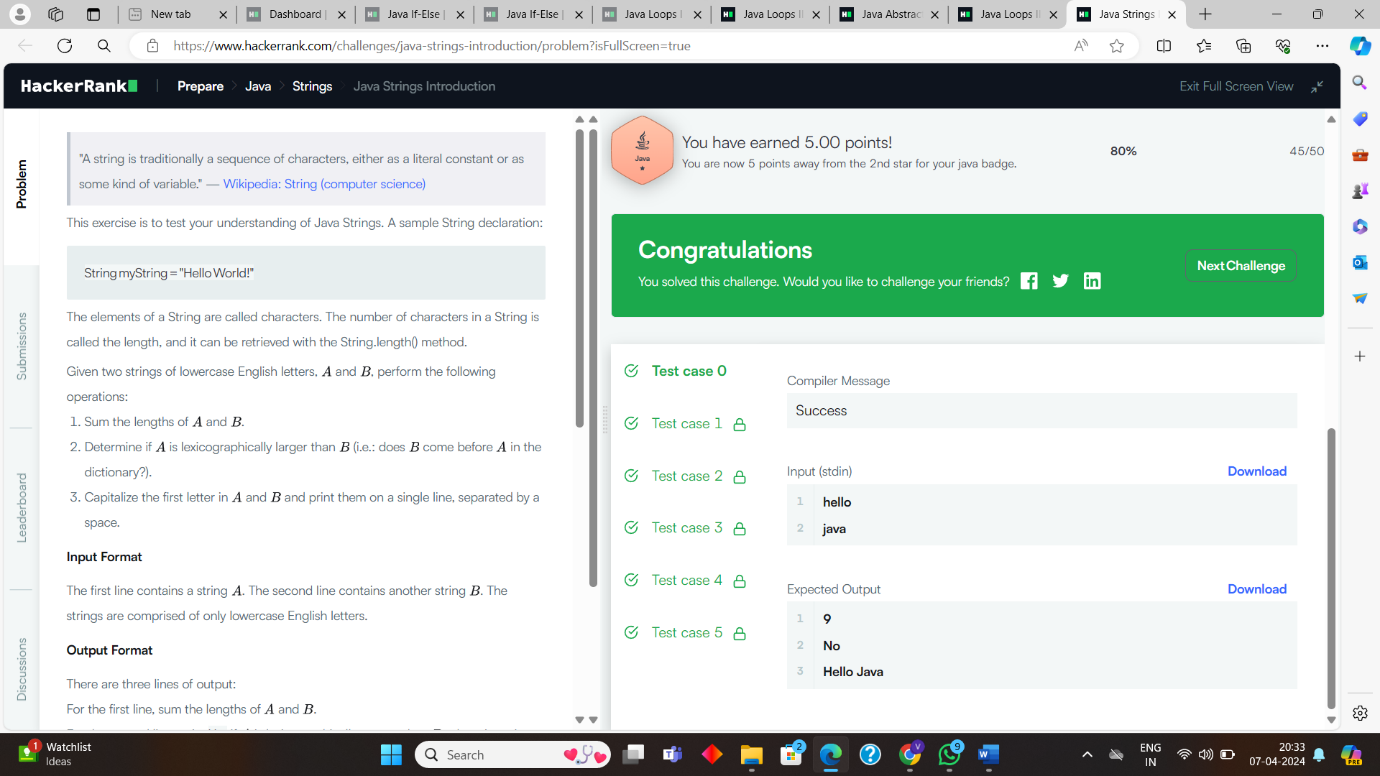 New tab
Dashboard |
Java If-Else |
Java If-Else |
Java Loops I
Java Loops II
Java Abstrac
Java Loops II
Java Strings
https://www.hackerrank.com/challenges/java-strings-introduction/problem?isFullScreen=true
HackerRank
Prepare
Java
Strings
Java Strings Introduction
Exit Full Screen View
Problem
Submissions
Leaderboard
Discussions
"A string is traditionally a sequence of characters, either as a literal constant or as
some kind of variable." — Wikipedia: String (computer science)
This exercise is to test your understanding of Java Strings. A sample String declaration:
String myString = "Hello World!"
The elements of a String are called characters. The number of characters in a String is
called the length, and it can be retrieved with the String.length() method.
Given two strings of lowercase English letters, A and B, perform the following
operations:
1. Sum the lengths of A and B.
2. Determine if A is lexicographically larger than B (i.e.: does B come before A in the
dictionary?).
3. Capitalize the first letter in A and B and print them on a single line, separated by a
space.
Input Format
The first line contains a string A. The second line contains another string B. The
strings are comprised of only lowercase English letters.
Output Format
There are three lines of output:
For the first line, sum the lengths of A and B.
Java
You have earned 5.00 points!
You are now 5 points away from the 2nd star for your java badge.
80%
45/50
Congratulations
You solved this challenge. Would you like to challenge your friends?
Next Challenge
Test case 0
Test case 1
Test case 2
Test case 3
Test case 4
Test case 5
Compiler Message
Success
Input (stdin)
Download
1 hello
2 java
Expected Output
Download
1 9
2 No
3 Hello Java
1
Watchlist
Ideas
Search
2
V
9
ENG
IN
20:33
07-04-2024
PRE